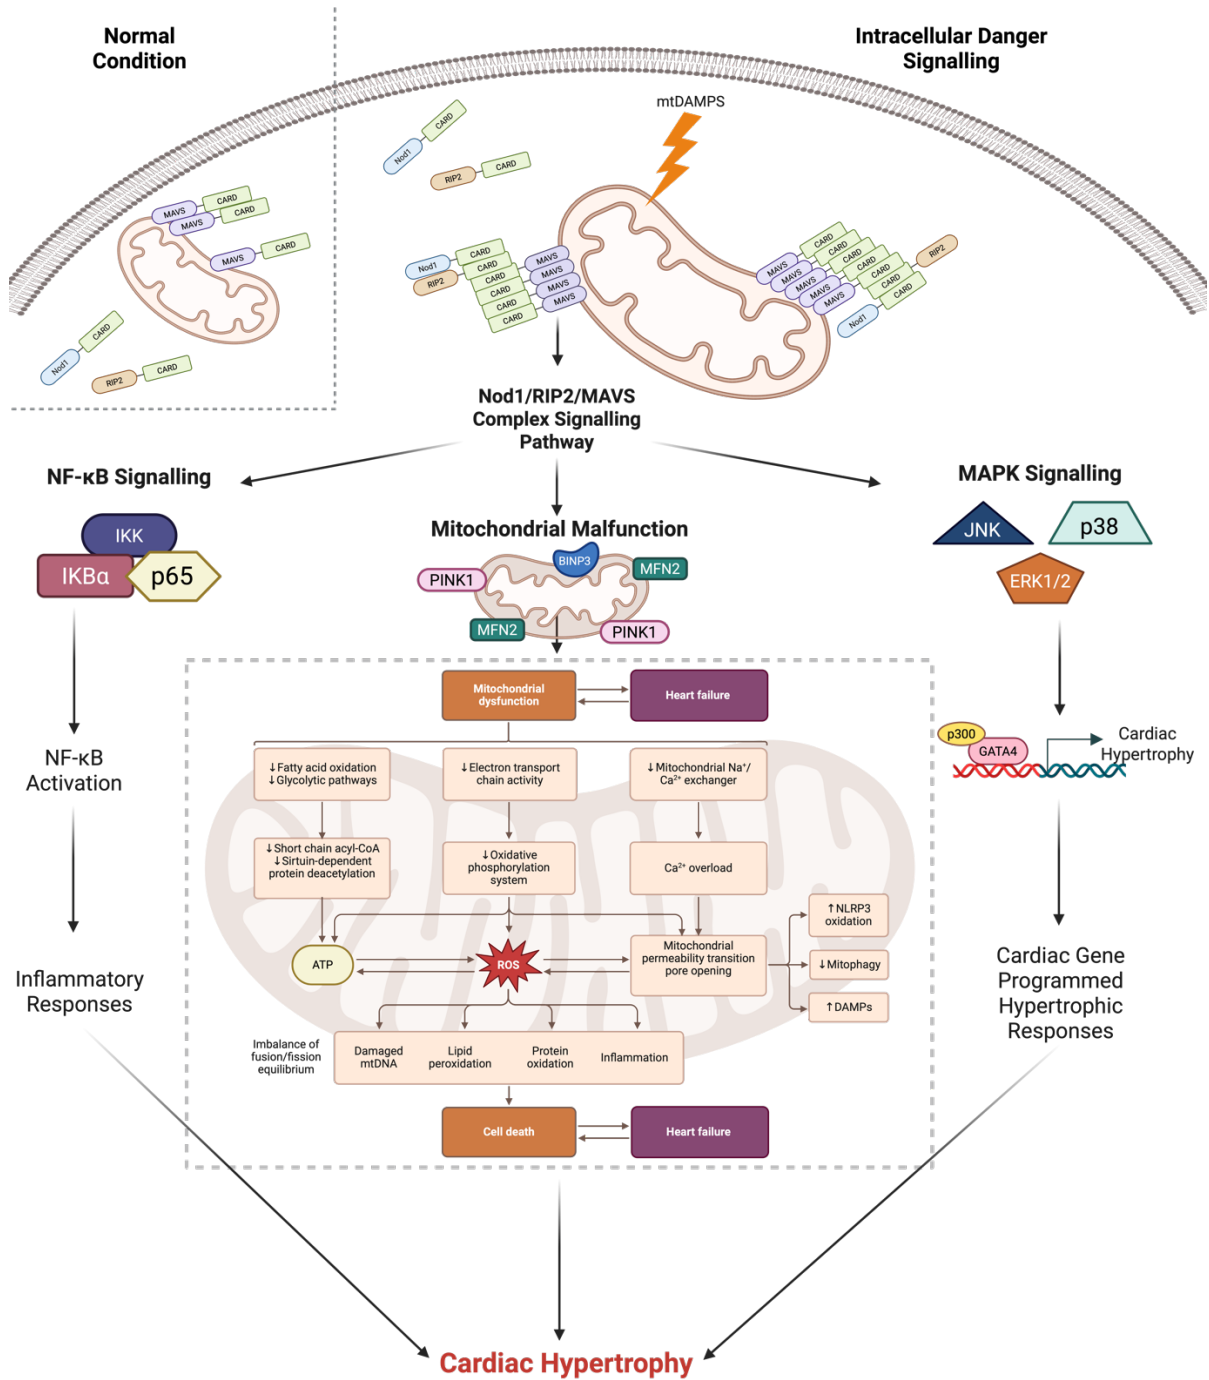 Normal
Condition
Intracellular Danger
Signalling
mtDAMPS
Nod1
CARD
RIP2
CARD
MAVS
CARD
MAVS
CARD
MAVS
CARD
Nod1
CARD
RIP2
CARD
Nod1
CARD
RIP2
CARD
CARD
CARD
CARD
MAVS
MAVS
MAVS
MAVS
MAVS
MAVS
MAVS
MAVS
CARD
CARD
CARD
CARD
CARD
CARD
RIP2
Nod1
Nod1/RIP2/MAVS
Complex Signalling
Pathway
NF-κB Signalling
IKK
IKBα
p65
Mitochondrial Malfunction
BINP3
PINK1
MFN2
MFN2
PINK1
MAPK Signalling
JNK
p38
ERK1/2
NF-κB
Activation
Inflammatory
Responses
p300
GATA4
Cardiac
Hypertrophy
Cardiac Gene
Programmed
Hypertrophic
Responses
Mitochondrial
dysfunction
Heart failure
↓Fatty acid oxidation
↓Glycolytic pathways
↓Electron transport
chain activity
↓Mitochondrial Na⁺/
Ca²⁺ exchanger
↓Short chain acyl-CoA
↓Sirtuin-dependent
protein deacetylation
↓Oxidative
phosphorylation
system
Ca²⁺ overload
ATP
ROS
Mitochondrial
permeability transition
pore opening
↑NLRP3
oxidation
↓Mitophagy
↑DAMPs
Imbalance of
fusion/fission
equilibrium
Damaged
mtDNA
Lipid
peroxidation
Protein
oxidation
Inflammation
Cell death
Heart failure
Cardiac Hypertrophy